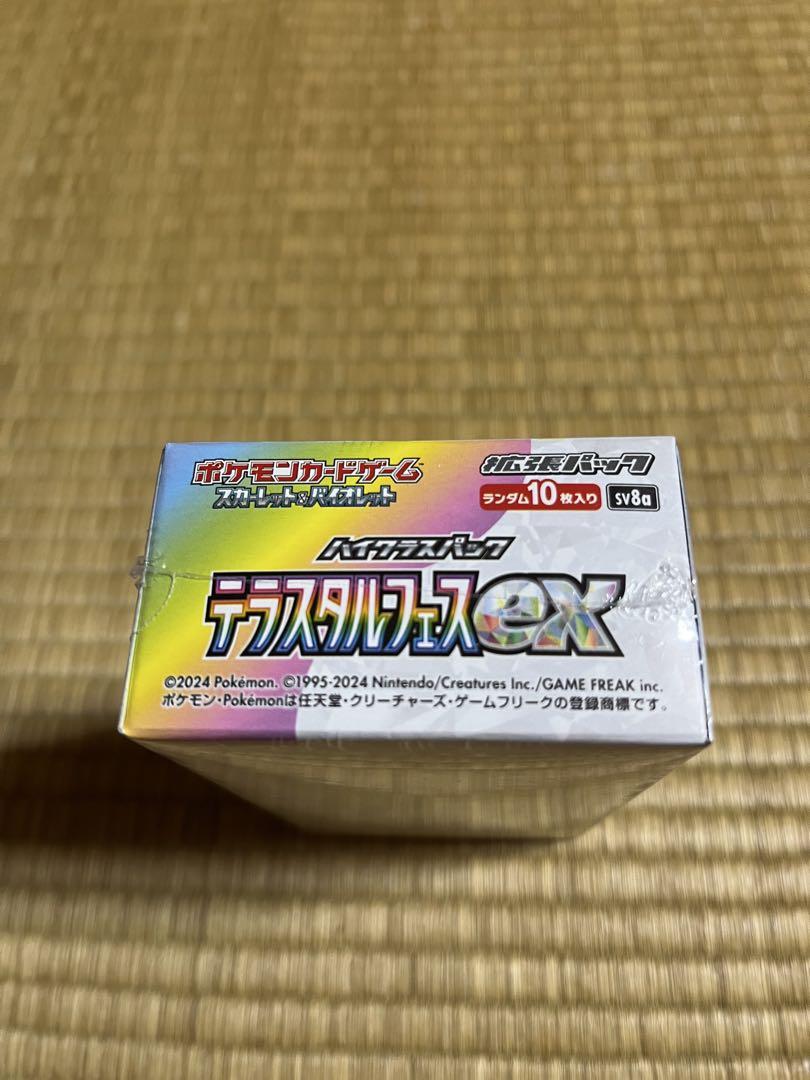 ポケモンカードゲーム
スカーレット&バイオレット
拡張パック
ランダム10枚入り SV8a
ハイクラスパック
テラスタルフェスex
©2024 Pokémon. ©1995-2024 Nintendo/Creatures Inc./GAME FREAK inc.
ポケモン・Pokémonは任天堂・クリーチャーズ・ゲームフリークの登録商標です。